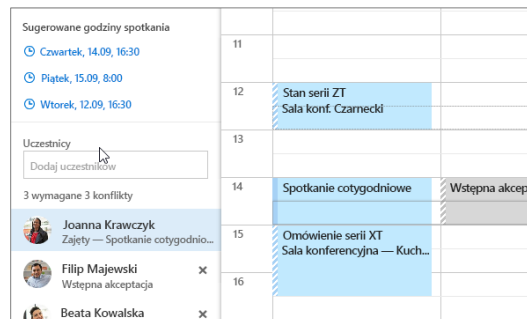 Sugerowane godziny spotkania
Czwartek, 14.09, 16:30
Piątek, 15.09, 8:00
Wtorek, 12.09, 16:30
Uczestnicy
Dodaj uczestników
3 wymagane 3 konflikty
Joanna Krawczyk
Zajęty — Spotkanie cotygodnio...
Filip Majewski
Wstępna akceptacja
Beata Kowalska
11
12
Stan serii ZT
Sala konf. Czarnecki
13
14
Spotkanie cotygodniowe
Wstępna akcep
15
Omówienie serii XT
Sala konferencyjna — Kuch...
16